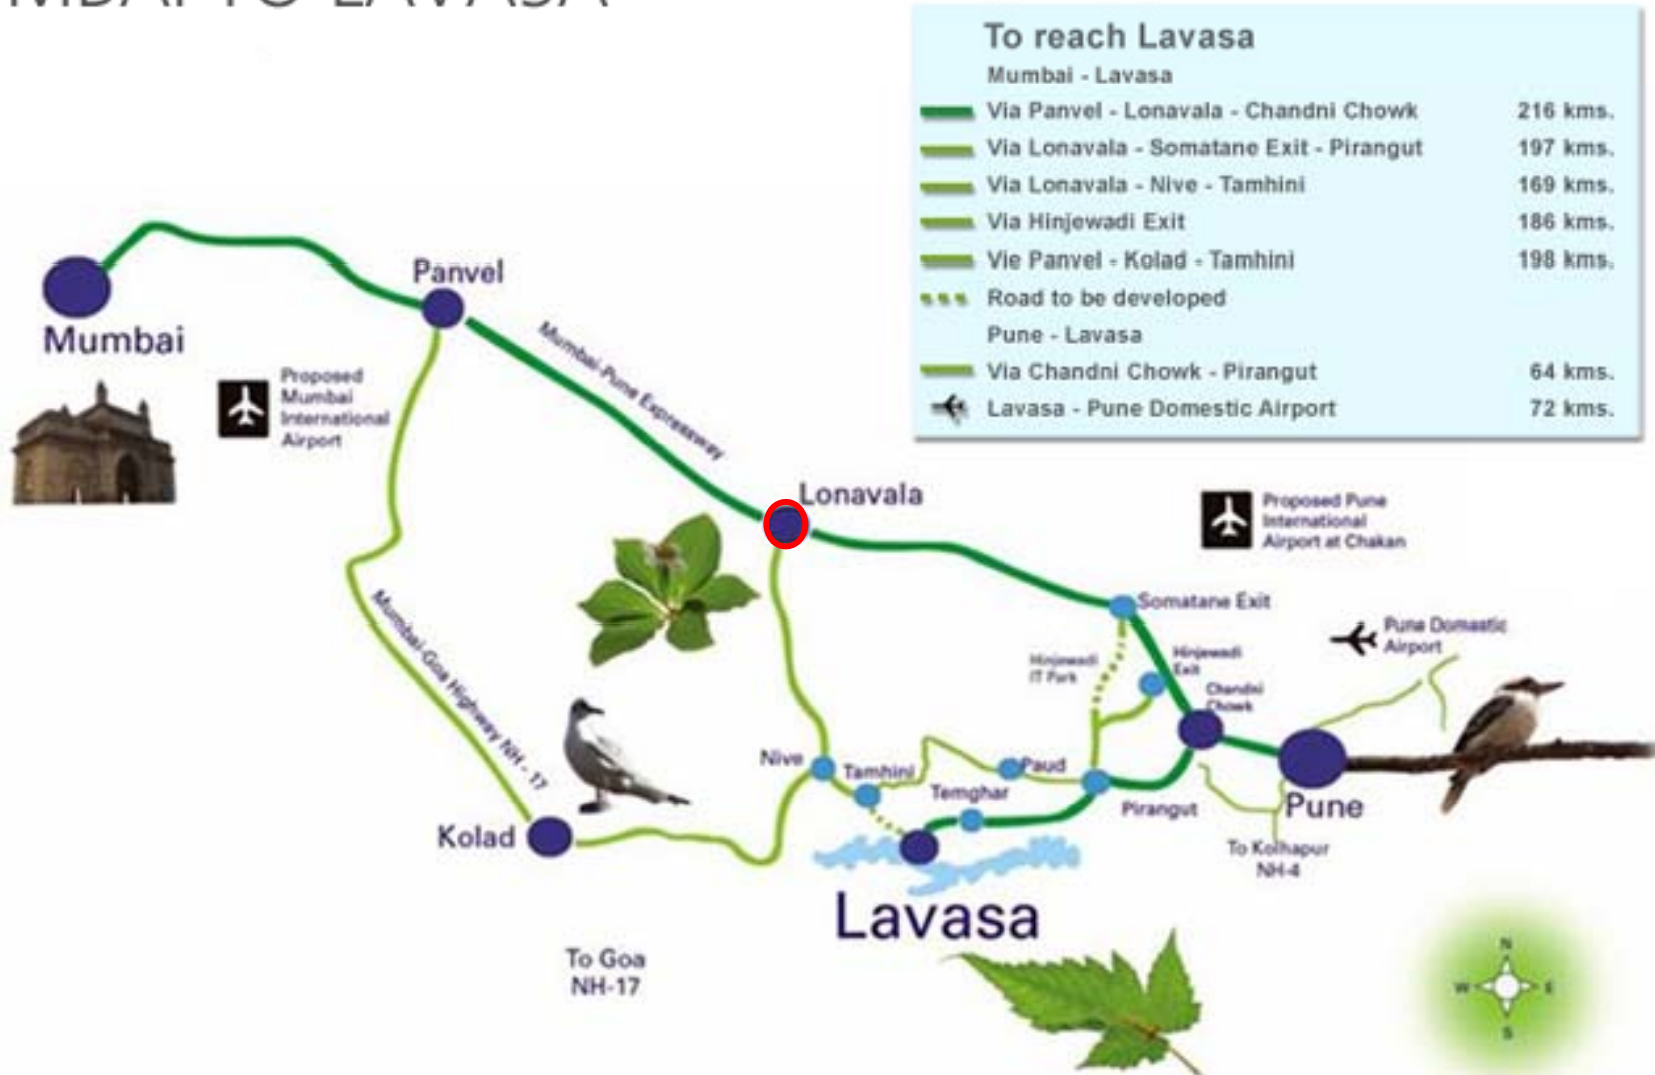 TO LAVASA
To reach Lavasa
Mumbai - Lavasa
Via Panvel - Lonavala - Chandni Chowk 216 kms.
Via Lonavala - Somatane Exit - Pirangut 197 kms.
Via Lonavala - Nive - Tamhini 169 kms.
Via Hinjewadi Exit 186 kms.
Vie Panvel - Kolad - Tamhini 198 kms.
Road to be developed
Pune - Lavasa
Via Chandni Chowk - Pirangut 64 kms.
Lavasa - Pune Domestic Airport 72 kms.
Panvel
Mumbai
Mumbai-Pune Expressway
Proposed
Mumbai
International
Airport
Lonavala
Proposed Pune
International
Airport at Chakan
Somatane Exit
Mumbai-Goa Highway NH - 17
Pune Domestic
Airport
Hinjewadi
IT Park
Hinjewadi
Exit
Chandni
Chowk
Nive
Tamhini
Paud
Temghar
Pirangut
Pune
Kolad
To Kolhapur
NH-4
Lavasa
To Goa
NH-17
N
W
E
S